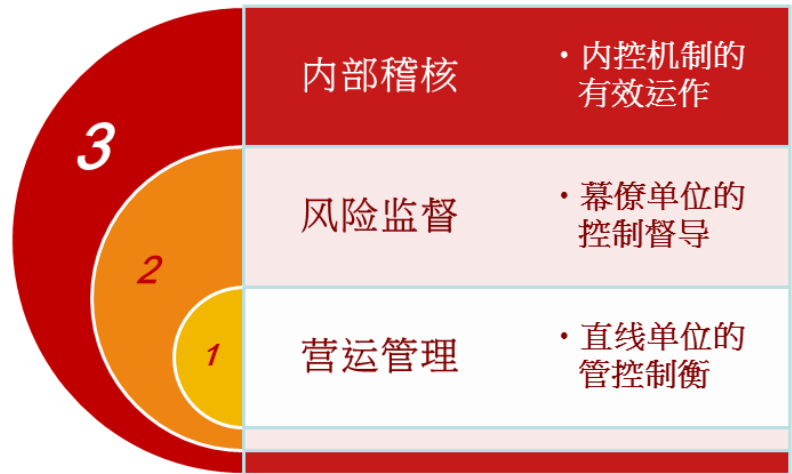 3
内部稽核
・内控机制的
有效运作
2
风险监督
・幕僚单位的
控制督导
1
营运管理
・直线单位的
管控制衡